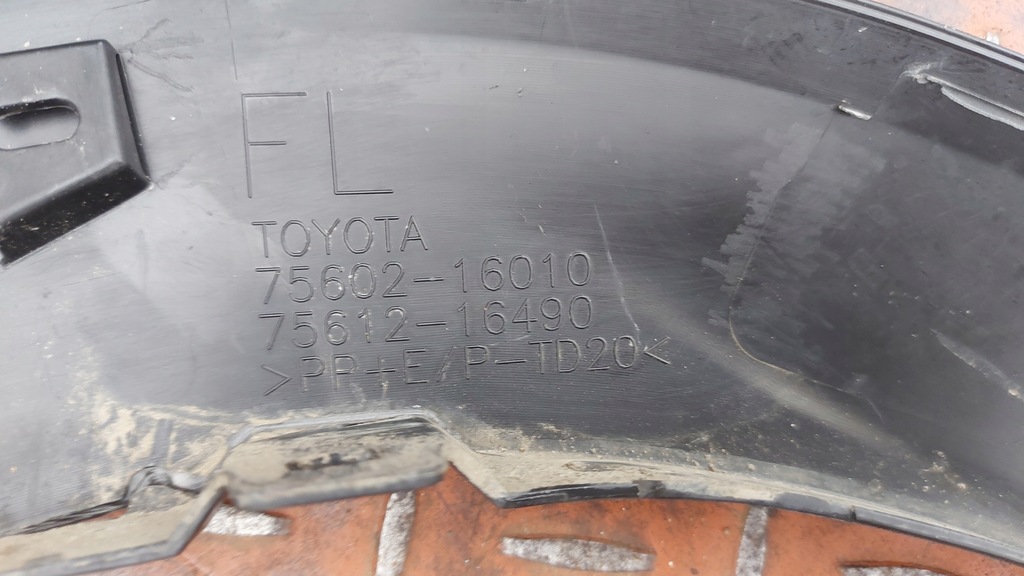 FL
TOYOTA
75602-16010
75612-16490
>PP+E/P-TD20<